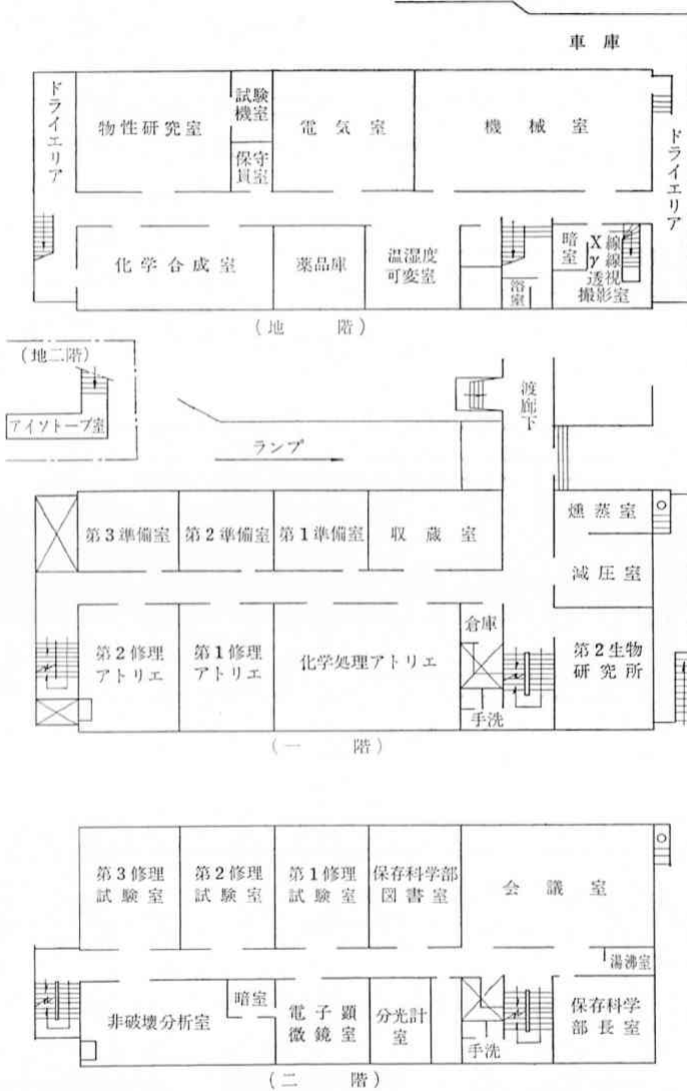 車庫
ドライエリア
物性研究室
試験
機室
保守
員室
電気室
機械室
ドライエリア
化学合成室
薬品庫
温湿度
可変室
浴室
暗室
X線
γ線
透視
撮影室
(地階)
(地二階)
アイソトープ室
渡廊下
ランプ
第3準備室
第2準備室
第1準備室
収蔵室
燻蒸室
減圧室
第2修理
アトリエ
第1修理
アトリエ
化学処理アトリエ
倉庫
手洗
第2生物
研究所
(一階)
第3修理
試験室
第2修理
試験室
第1修理
試験室
保存科学部
図書室
会議室
湯沸室
非破壊分析室
暗室
電子顕
微鏡室
分光計
室
手洗
保存科学
部長室
(二階)